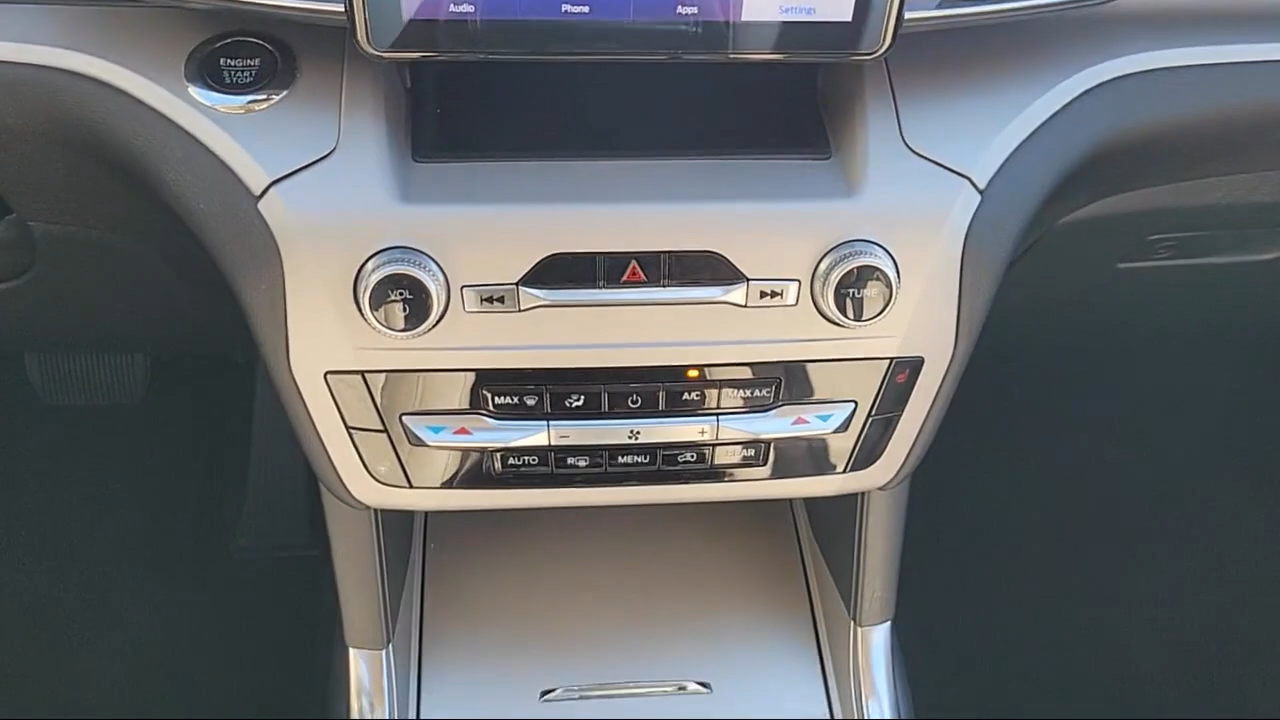 Audio Phone Apps Settings
ENGINE
START
STOP
VOL
TUNE
MAX A/C MAX A/C
AUTO R MENU REAR